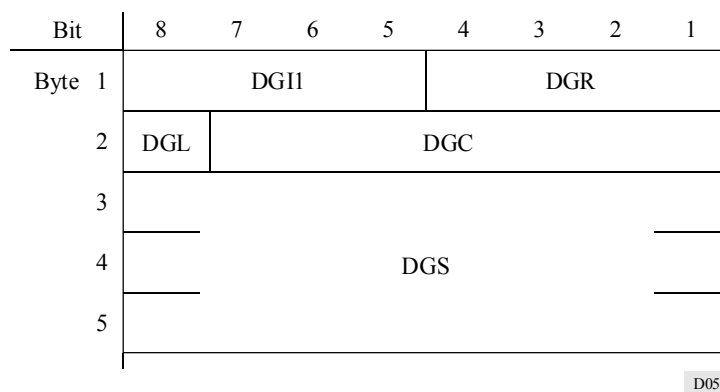 Bit 8 7 6 5 4 3 2 1
Byte 1 DGI1 DGR
2 DGL DGC
3
4 DGS
5
D05